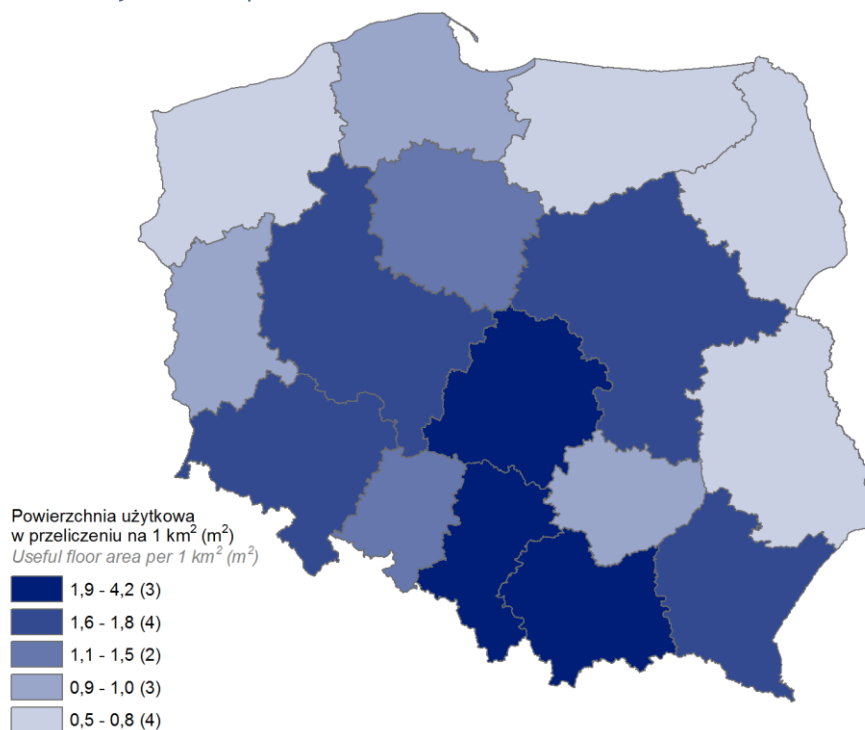 Powierzchnia użytkowa
w przeliczeniu na 1 km² (m²)
Useful floor area per 1 km² (m²)
1,9 - 4,2 (3)
1,6 - 1,8 (4)
1,1 - 1,5 (2)
0,9 - 1,0 (3)
0,5 - 0,8 (4)